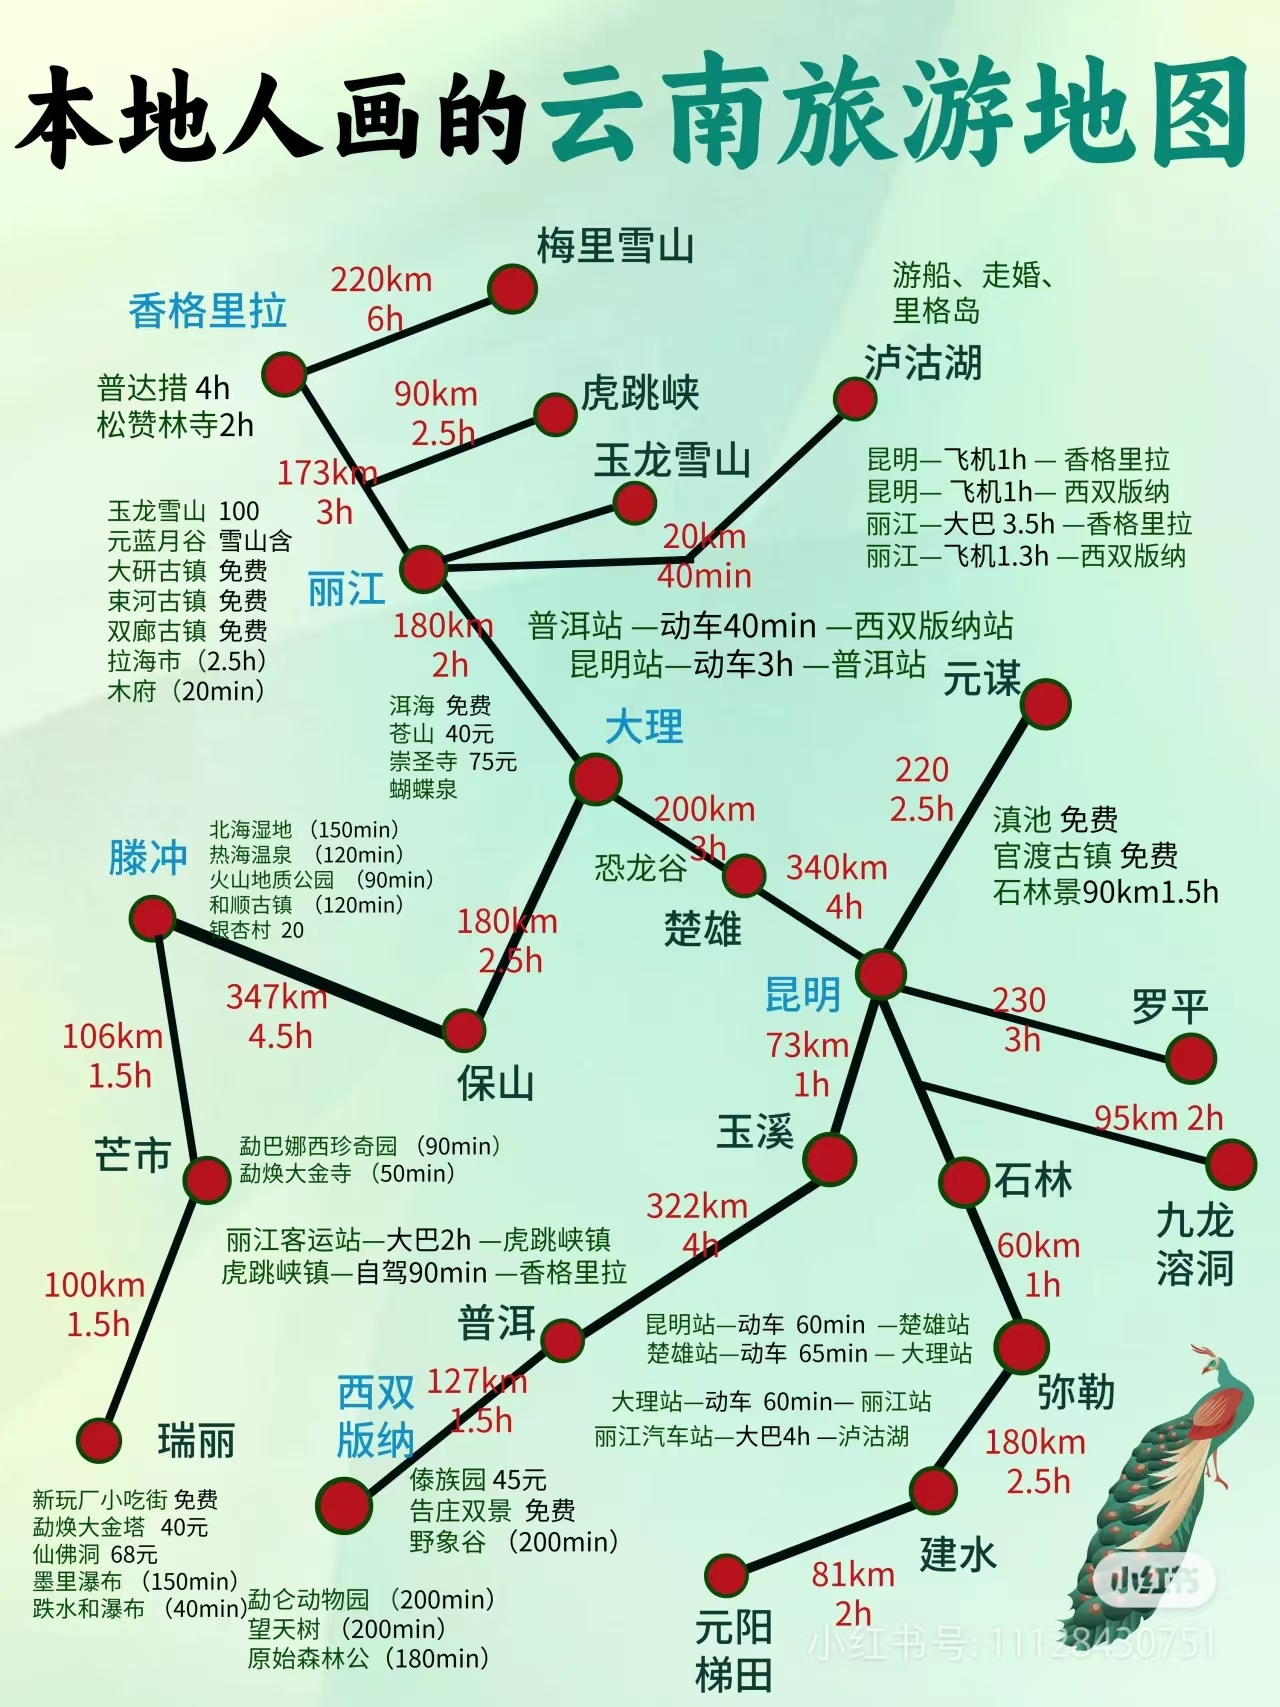 本地人画的云南旅游地图
梅里雪山
220km
6h
香格里拉
游船、走婚、
里格岛
泸沽湖
普达措 4h
松赞林寺2h
90km
2.5h
虎跳峡
玉龙雪山
173km
3h
昆明— 飞机1h — 香格里拉
昆明— 飞机1h— 西双版纳
丽江—大巴 3.5h —香格里拉
丽江—飞机1.3h —西双版纳
玉龙雪山 100
元蓝月谷 雪山含
大研古镇 免费
束河古镇 免费
双廊古镇 免费
拉海市（2.5h）
木府（20min）
20km
40min
丽江
180km
2h
普洱站 —动车40min —西双版纳站
昆明站—动车3h —普洱站
元谋
洱海 免费
苍山 40元
崇圣寺 75元
蝴蝶泉
大理
220
2.5h
200km
3h
恐龙谷
楚雄
340km
4h
滇池 免费
官渡古镇 免费
石林景90km1.5h
滕冲
北海湿地 （150min）
热海温泉 （120min）
火山地质公园 （90min）
和顺古镇 （120min）
银杏村 20
180km
2.5h
昆明
347km
4.5h
106km
1.5h
保山
73km
1h
230
3h
罗平
95km 2h
玉溪
芒市
勐巴娜西珍奇园 （90min）
勐焕大金寺 （50min）
石林
九龙
溶洞
322km
4h
60km
1h
丽江客运站—大巴2h —虎跳峡镇
虎跳峡镇—自驾90min —香格里拉
100km
1.5h
普洱
昆明站—动车 60min —楚雄站
楚雄站—动车 65min — 大理站
大理站—动车 60min— 丽江站
丽江汽车站—大巴4h —泸沽湖
西双
版纳
127km
1.5h
弥勒
180km
2.5h
瑞丽
傣族园 45元
告庄双景 免费
野象谷 （200min）
新玩厂小吃街 免费
勐焕大金塔 40元
仙佛洞 68元
墨里瀑布 （150min）
跌水和瀑布 （40min）
勐仑动物园 （200min）
望天树 （200min）
原始森林公（180min）
建水
81km
2h
元阳
梯田
小红书
小红书号: 11128430751